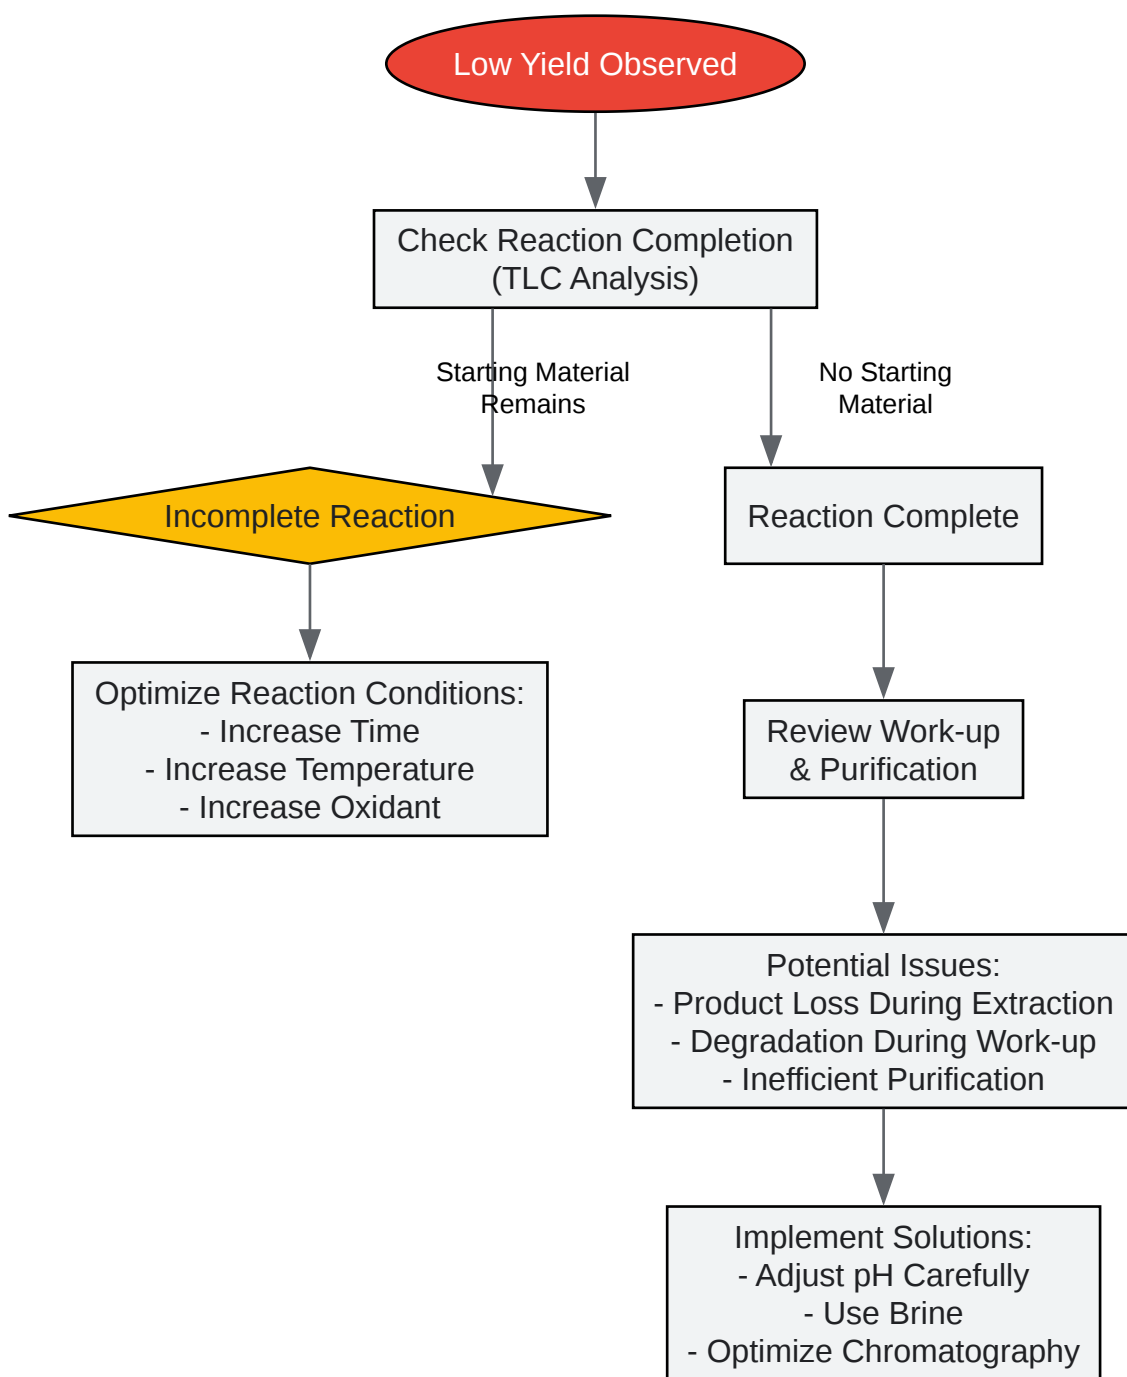 Low Yield Observed
Check Reaction Completion
(TLC Analysis)
Starting Material
Remains
No Starting
Material
Incomplete Reaction
Reaction Complete
Optimize Reaction Conditions:
- Increase Time
- Increase Temperature
- Increase Oxidant
Review Work-up
& Purification
Potential Issues:
- Product Loss During Extraction
- Degradation During Work-up
- Inefficient Purification
Implement Solutions:
- Adjust pH Carefully
- Use Brine
- Optimize Chromatography